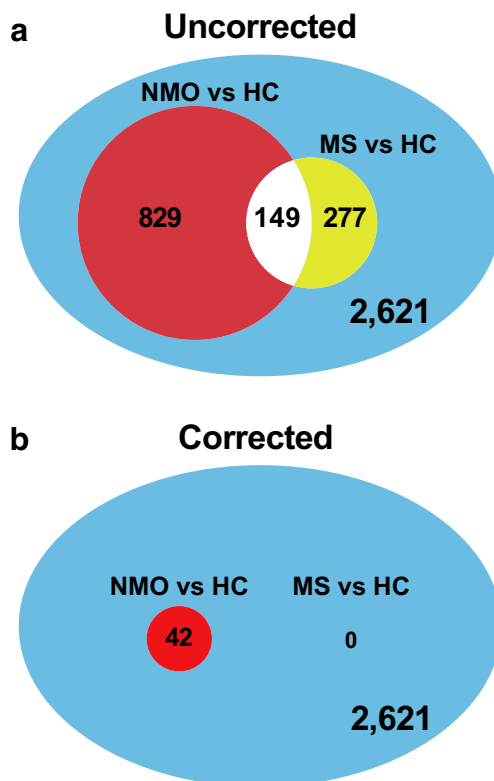 a
Uncorrected
NMO vs HC
MS vs HC
829
149
277
2,621
b
Corrected
NMO vs HC
MS vs HC
42
0
2,621